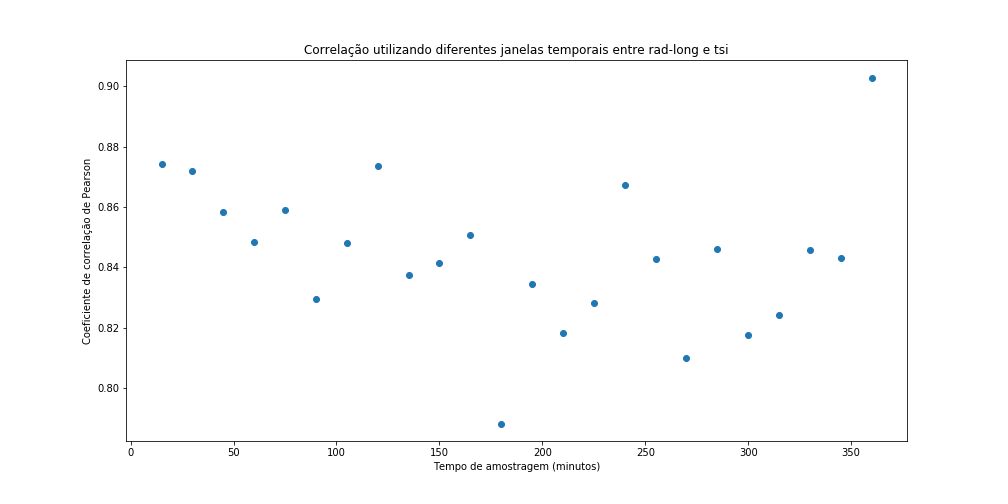 Correlação utilizando diferentes janelas temporais entre rad-long e tsi
Coeficiente de correlação de Pearson
0.90
0.88
0.86
0.84
0.82
0.80
0 50 100 150 200 250 300 350
Tempo de amostragem (minutos)